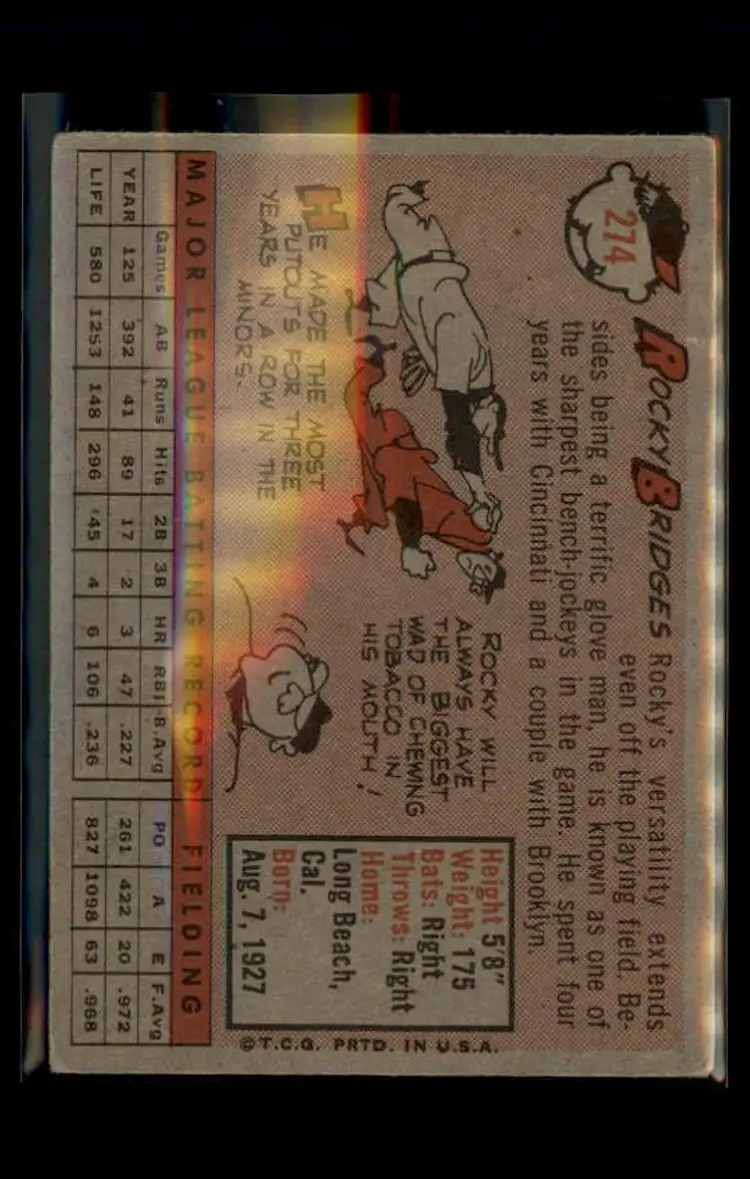 274
ROCKY BRIDGES Rocky's versatility extends
even off the playing field. Be-
sides being a terrific glove man, he is known as one of
the sharpest bench-jockeys in the game. He spent four
years with Cincinnati and a couple with Brooklyn.
HE MADE THE MOST
PUTOUTS FOR THREE
YEARS IN A ROW IN THE
MINORS.
ROCKY WILL
ALWAYS HAVE
THE BIGGEST
WAD OF CHEWING
TOBACCO IN
HIS MOUTH!
Height 5'8"
Weight: 175
Bats: Right
Throws: Right
Home:
Long Beach,
Cal.
Born:
Aug. 7, 1927
©T.C.G. PRTD. IN U.S.A.
MAJOR LEAGUE BATTING RECORD FIELDING
Games AB Runs Hits 2B 3B HR RBI B.Avg PO A E F.Avg
YEAR 125 392 41 89 17 2 3 47 .227 261 422 20 .972
LIFE 580 1253 148 296 45 4 6 106 .236 827 1098 63 .968